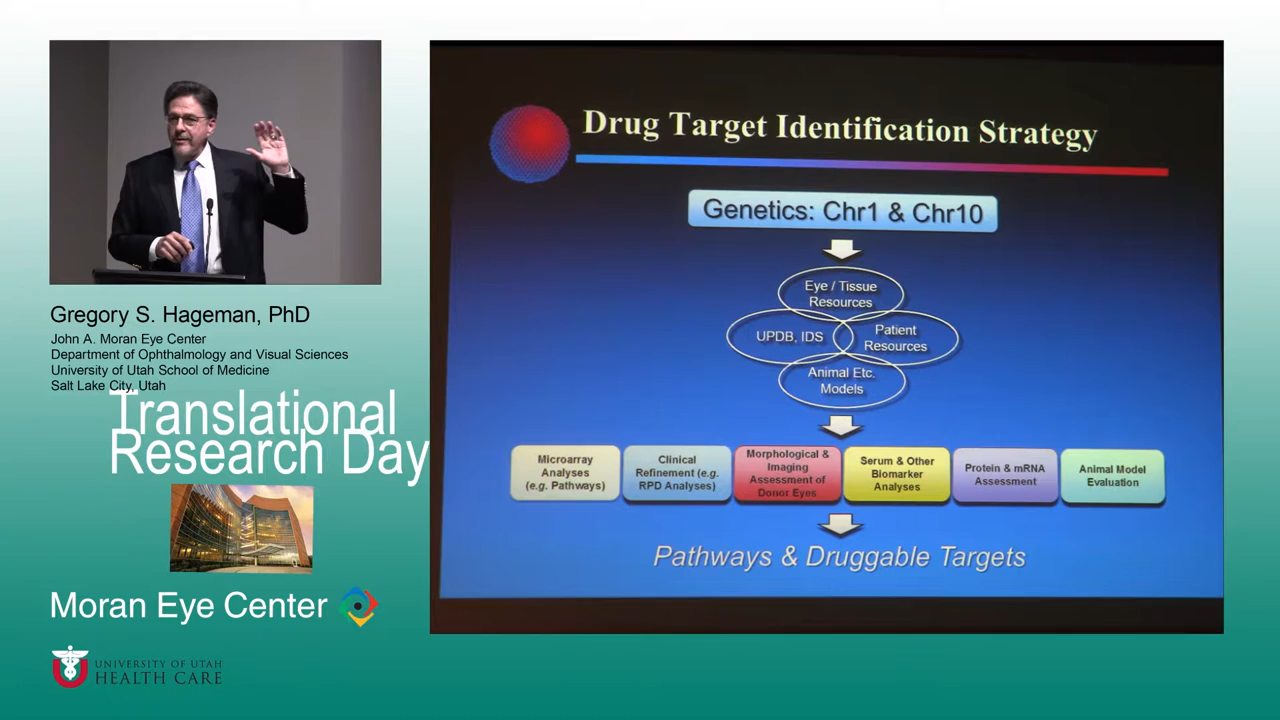 Gregory S. Hageman, PhD
John A. Moran Eye Center
Department of Ophthalmology and Visual Sciences
University of Utah School of Medicine
Salt Lake City, Utah
Translational
Research Day
Moran Eye Center
UNIVERSITY OF UTAH
HEALTH CARE
Drug Target Identification Strategy
Genetics: Chr1 & Chr10
Eye / Tissue
Resources
UPDB, IDS
Patient
Resources
Animal Etc.
Models
Microarray
Analyses
(e.g. Pathways)
Clinical
Refinement (e.g.
RPD Analyses)
Morphological &
Imaging
Assessment of
Donor Eyes
Serum & Other
Biomarker
Analyses
Protein & mRNA
Assessment
Animal Model
Evaluation
Pathways & Druggable Targets